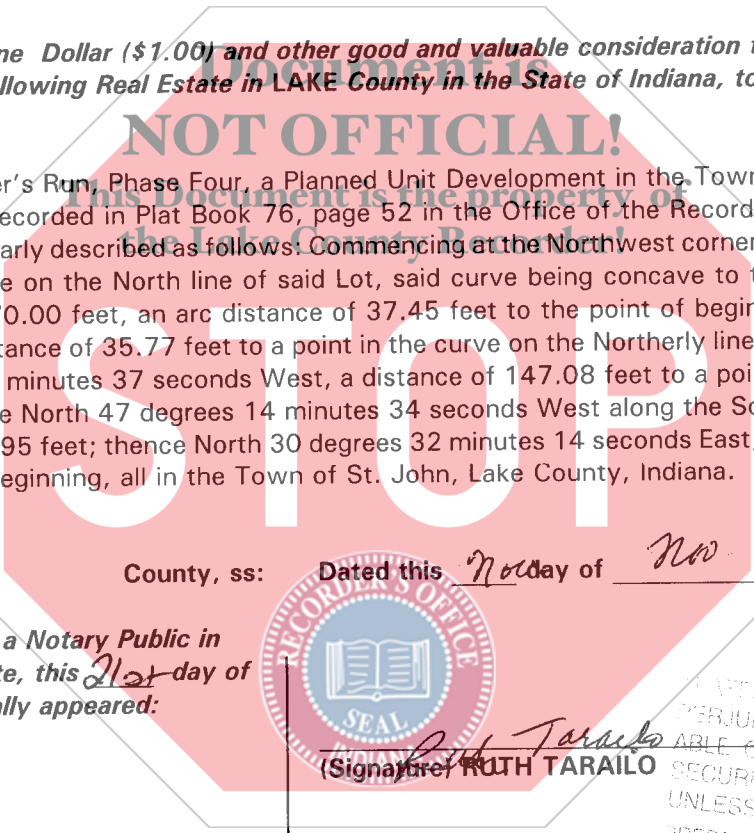 ne Dollar ($1.00) and other good and valuable consideration t
llowing Real Estate in LAKE County in the State of Indiana, to
Document is
NOT OFFICIAL!
This Document is the property of
the Lake County Recorder!
er's Run, Phase Four, a Planned Unit Development in the Town
ecorded in Plat Book 76, page 52 in the Office of the Record
arly described as follows: Commencing at the Northwest corner
e on the North line of said Lot, said curve being concave to t
70.00 feet, an arc distance of 37.45 feet to the point of begin
tance of 35.77 feet to a point in the curve on the Northerly line
minutes 37 seconds West, a distance of 147.08 feet to a poi
e North 47 degrees 14 minutes 34 seconds West along the So
95 feet; thence North 30 degrees 32 minutes 14 seconds East,
eginning, all in the Town of St. John, Lake County, Indiana.
STOP
County, ss: Dated this day of Nov
a Notary Public in
te, this 21st day of
lly appeared:
RECORDER'S OFFICE
SEAL
INDIANA
Ruth Tarailo
(Signature) RUTH TARAILO
PERJU
ABLE
SECURI
UNLESS